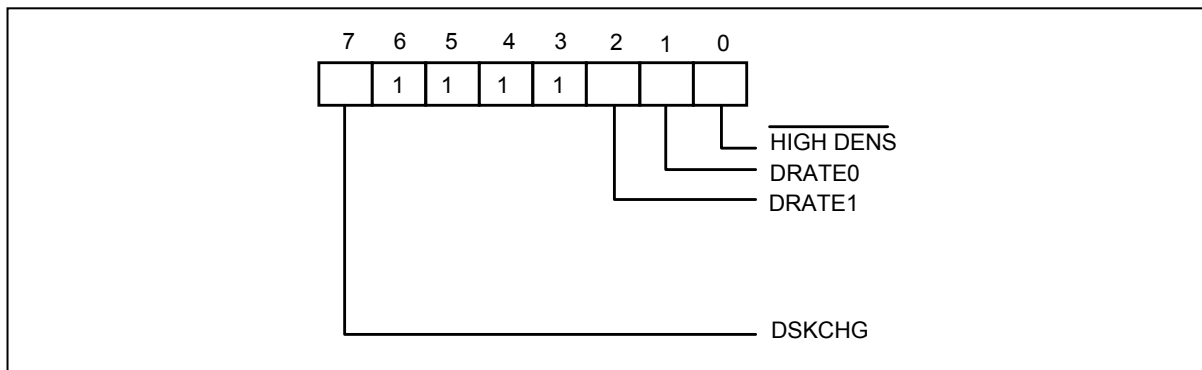 7 6 5 4 3 2 1 0
1 1 1 1
HIGH DENS
DRATE0
DRATE1
DSKCHG